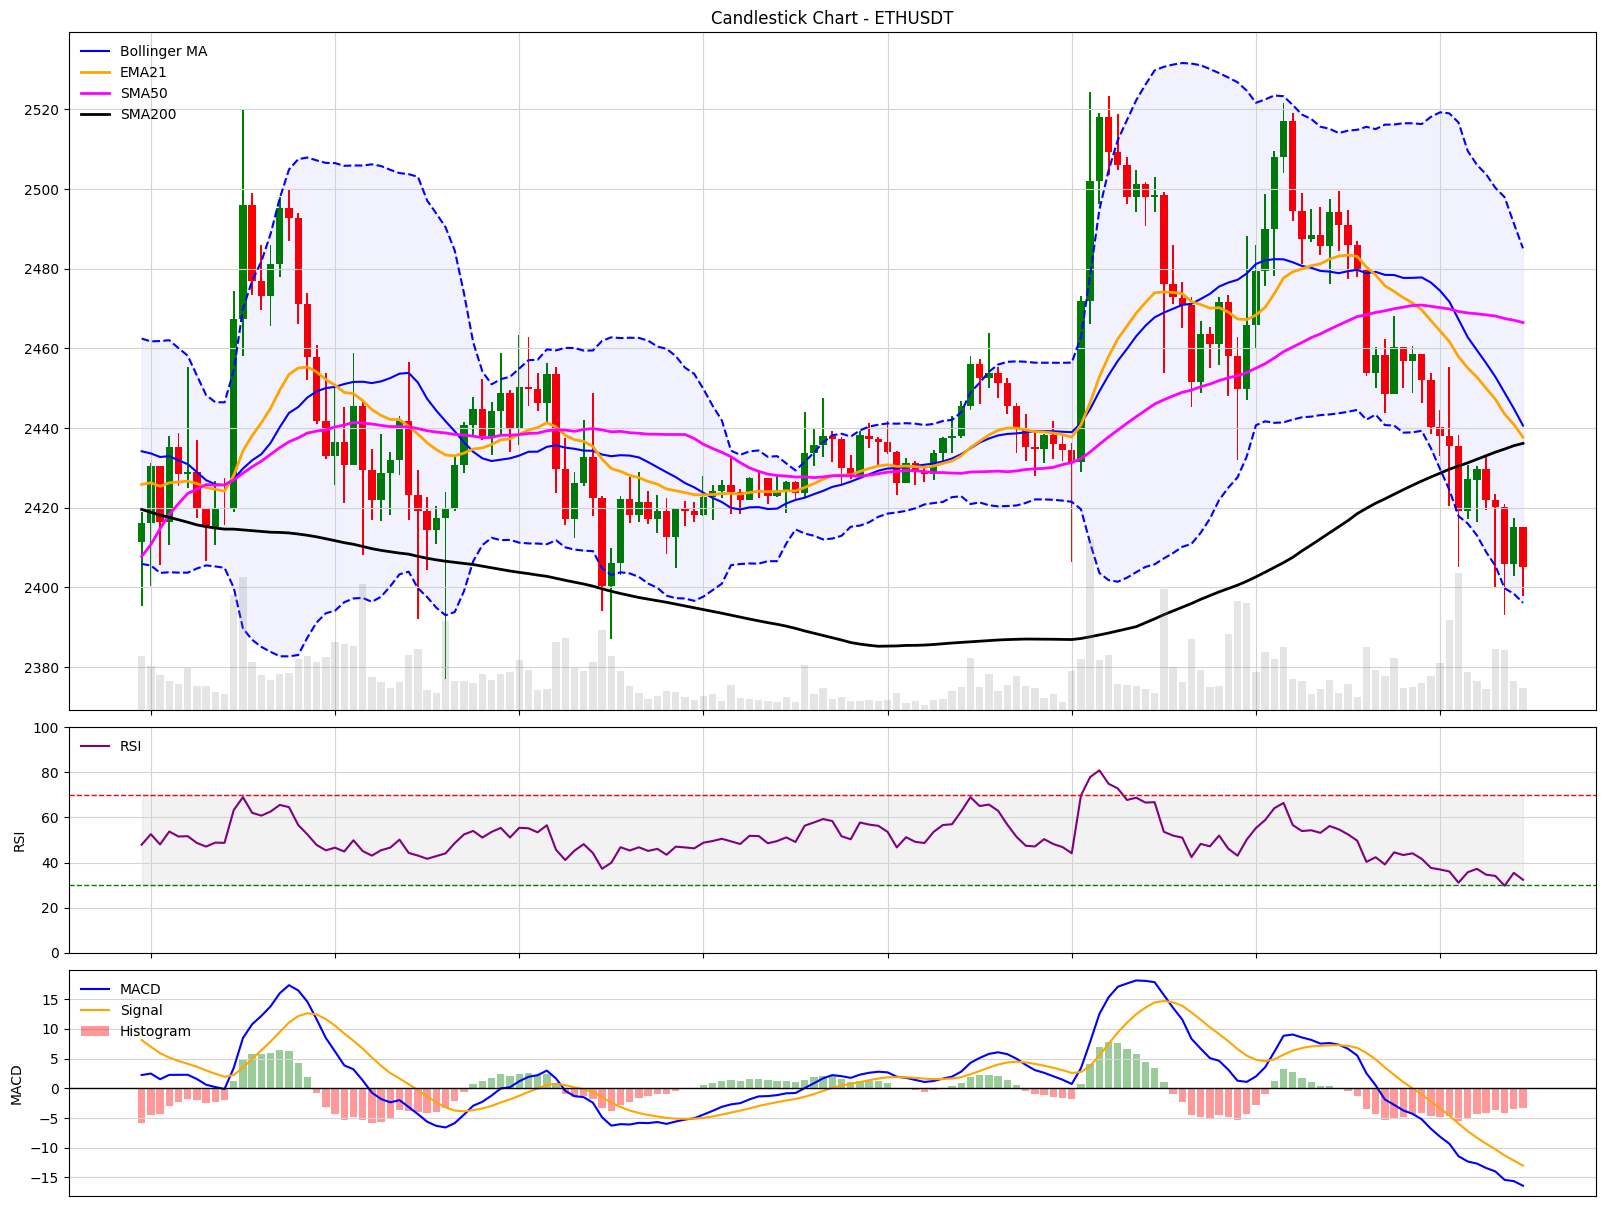 Candlestick Chart - ETHUSDT
Bollinger MA
EMA21
SMA50
SMA200
2520
2500
2480
2460
2440
2420
2400
2380
RSI
100
80
60
40
20
0
RSI
MACD
Signal
Histogram
15
10
5
0
−5
−10
−15
MACD